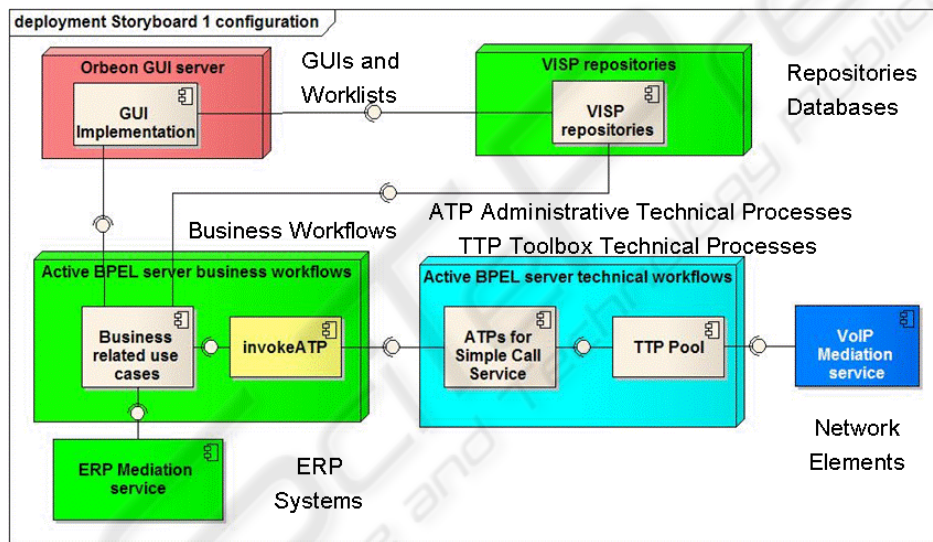 deployment Storyboard 1 configuration
Orbeon GUI server
GUI
Implementation
GUIs and
Worklists
VISP repositories
VISP
repositories
Repositories
Databases
Business Workflows
ATP Administrative Technical Processes
TTP Toolbox Technical Processes
Active BPEL server business workflows
Business
related use
cases
invokeATP
Active BPEL server technical workflows
ATPs for
Simple Call
Service
TTP Pool
VoIP
Mediation
service
ERP Mediation
service
ERP
Systems
Network
Elements